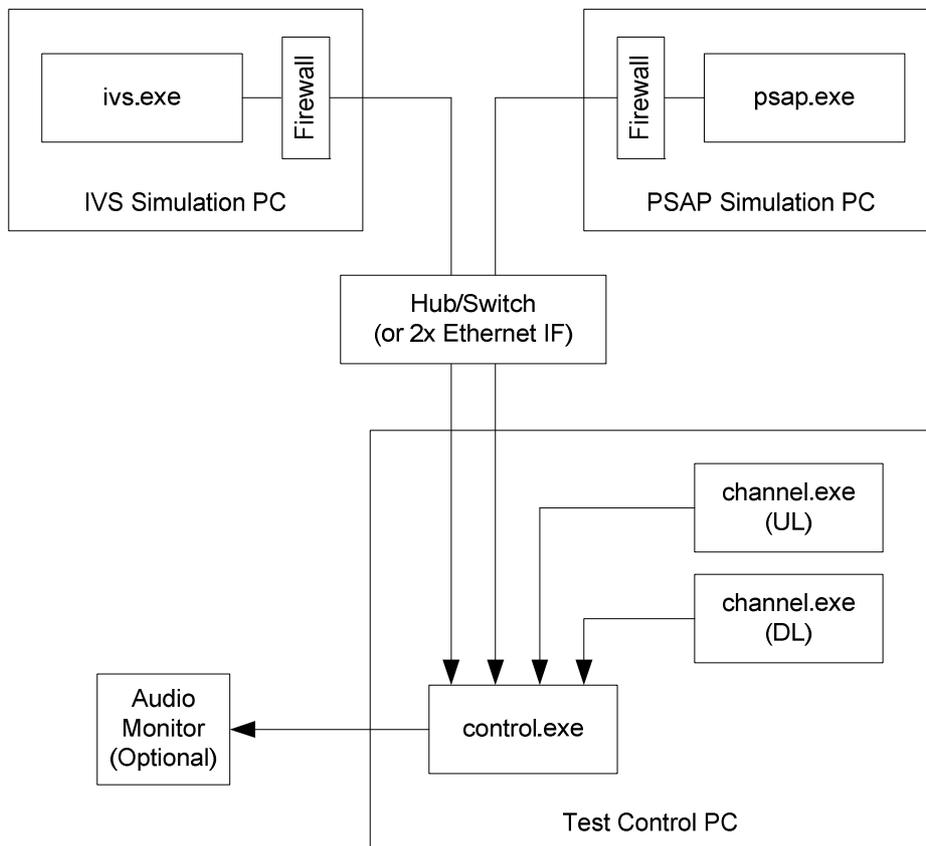 ivs.exe
Firewall
IVS Simulation PC
Firewall
psap.exe
PSAP Simulation PC
Hub/Switch
(or 2x Ethernet IF)
channel.exe
(UL)
channel.exe
(DL)
Audio
Monitor
(Optional)
control.exe
Test Control PC